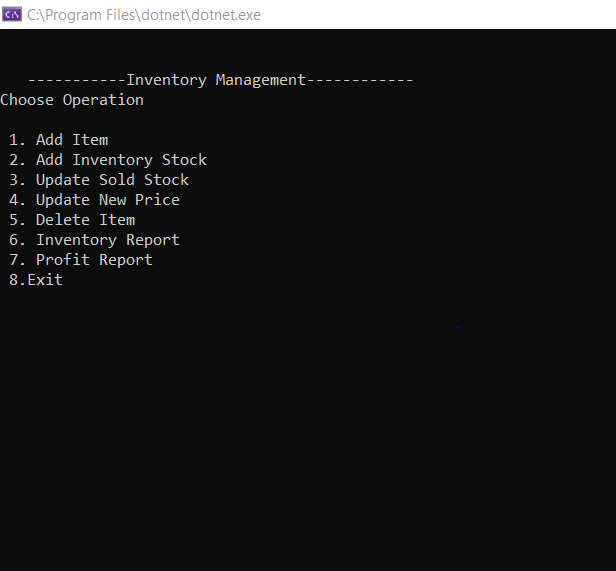 C:\Program Files\dotnet\dotnet.exe
-----------Inventory Management------------
Choose Operation
1. Add Item
2. Add Inventory Stock
3. Update Sold Stock
4. Update New Price
5. Delete Item
6. Inventory Report
7. Profit Report
8.Exit